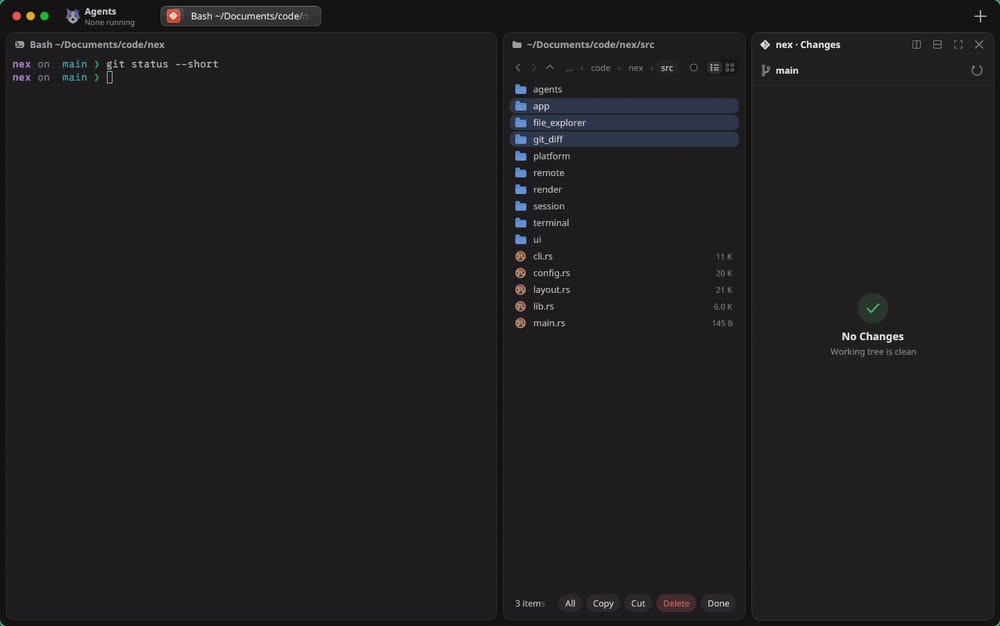 Agents
None running
Bash ~/Documents/code/n
Bash ~/Documents/code/nex
nex on main ❯ git status --short
nex on main ❯
~/Documents/code/nex/src
... › code › nex › src
agents
app
file_explorer
git_diff
platform
remote
render
session
terminal
ui
cli.rs 11 K
config.rs 20 K
layout.rs 21 K
lib.rs 6.0 K
main.rs 145 B
3 items All Copy Cut Delete Done
nex · Changes
main
No Changes
Working tree is clean